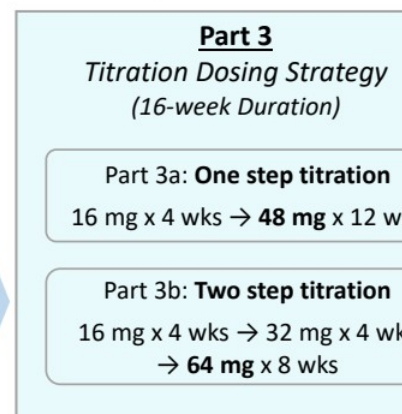 Part 3
Titration Dosing Strategy
(16-week Duration)
Part 3a: One step titration
16 mg x 4 wks → 48 mg x 12 w
Part 3b: Two step titration
16 mg x 4 wks → 32 mg x 4 wk
→ 64 mg x 8 wks